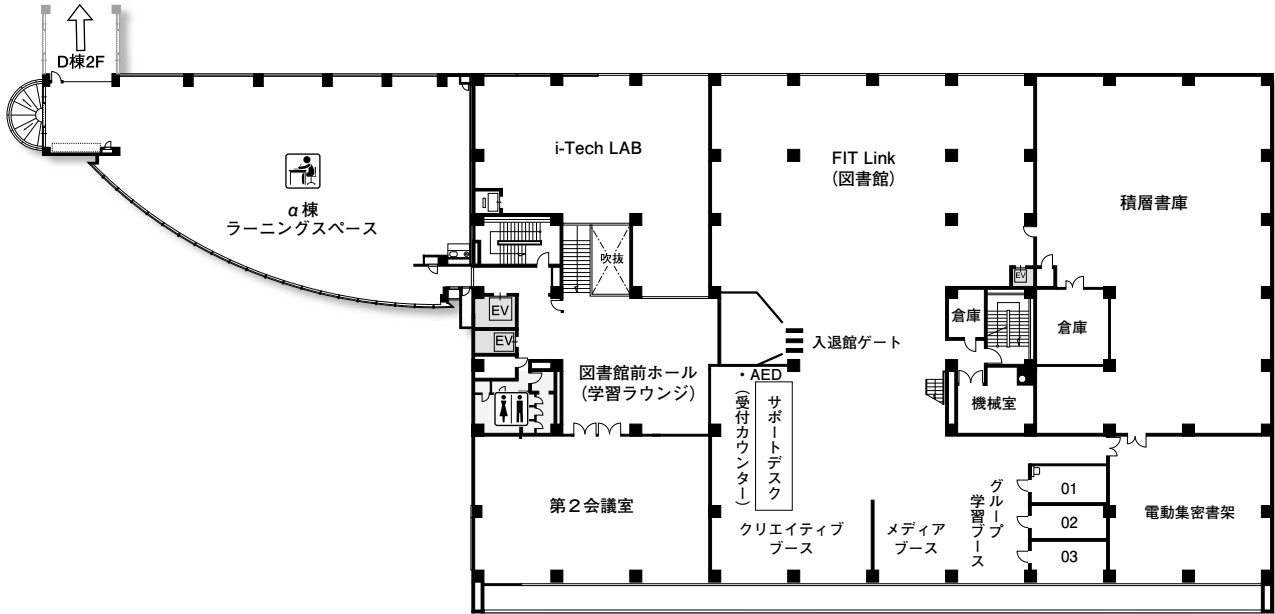 D棟2F
i-Tech LAB
FIT Link
（図書館）
積層書庫
α棟
ラーニングスペース
吹抜
EV
EV
EV
倉庫
倉庫
入退館ゲート
図書館前ホール
（学習ラウンジ）
・AED
サポートデスク
（受付カウンター）
機械室
第2会議室
クリエイティブ
ブース
メディア
ブース
グループ
学習ブース
01
02
03
電動集密書架